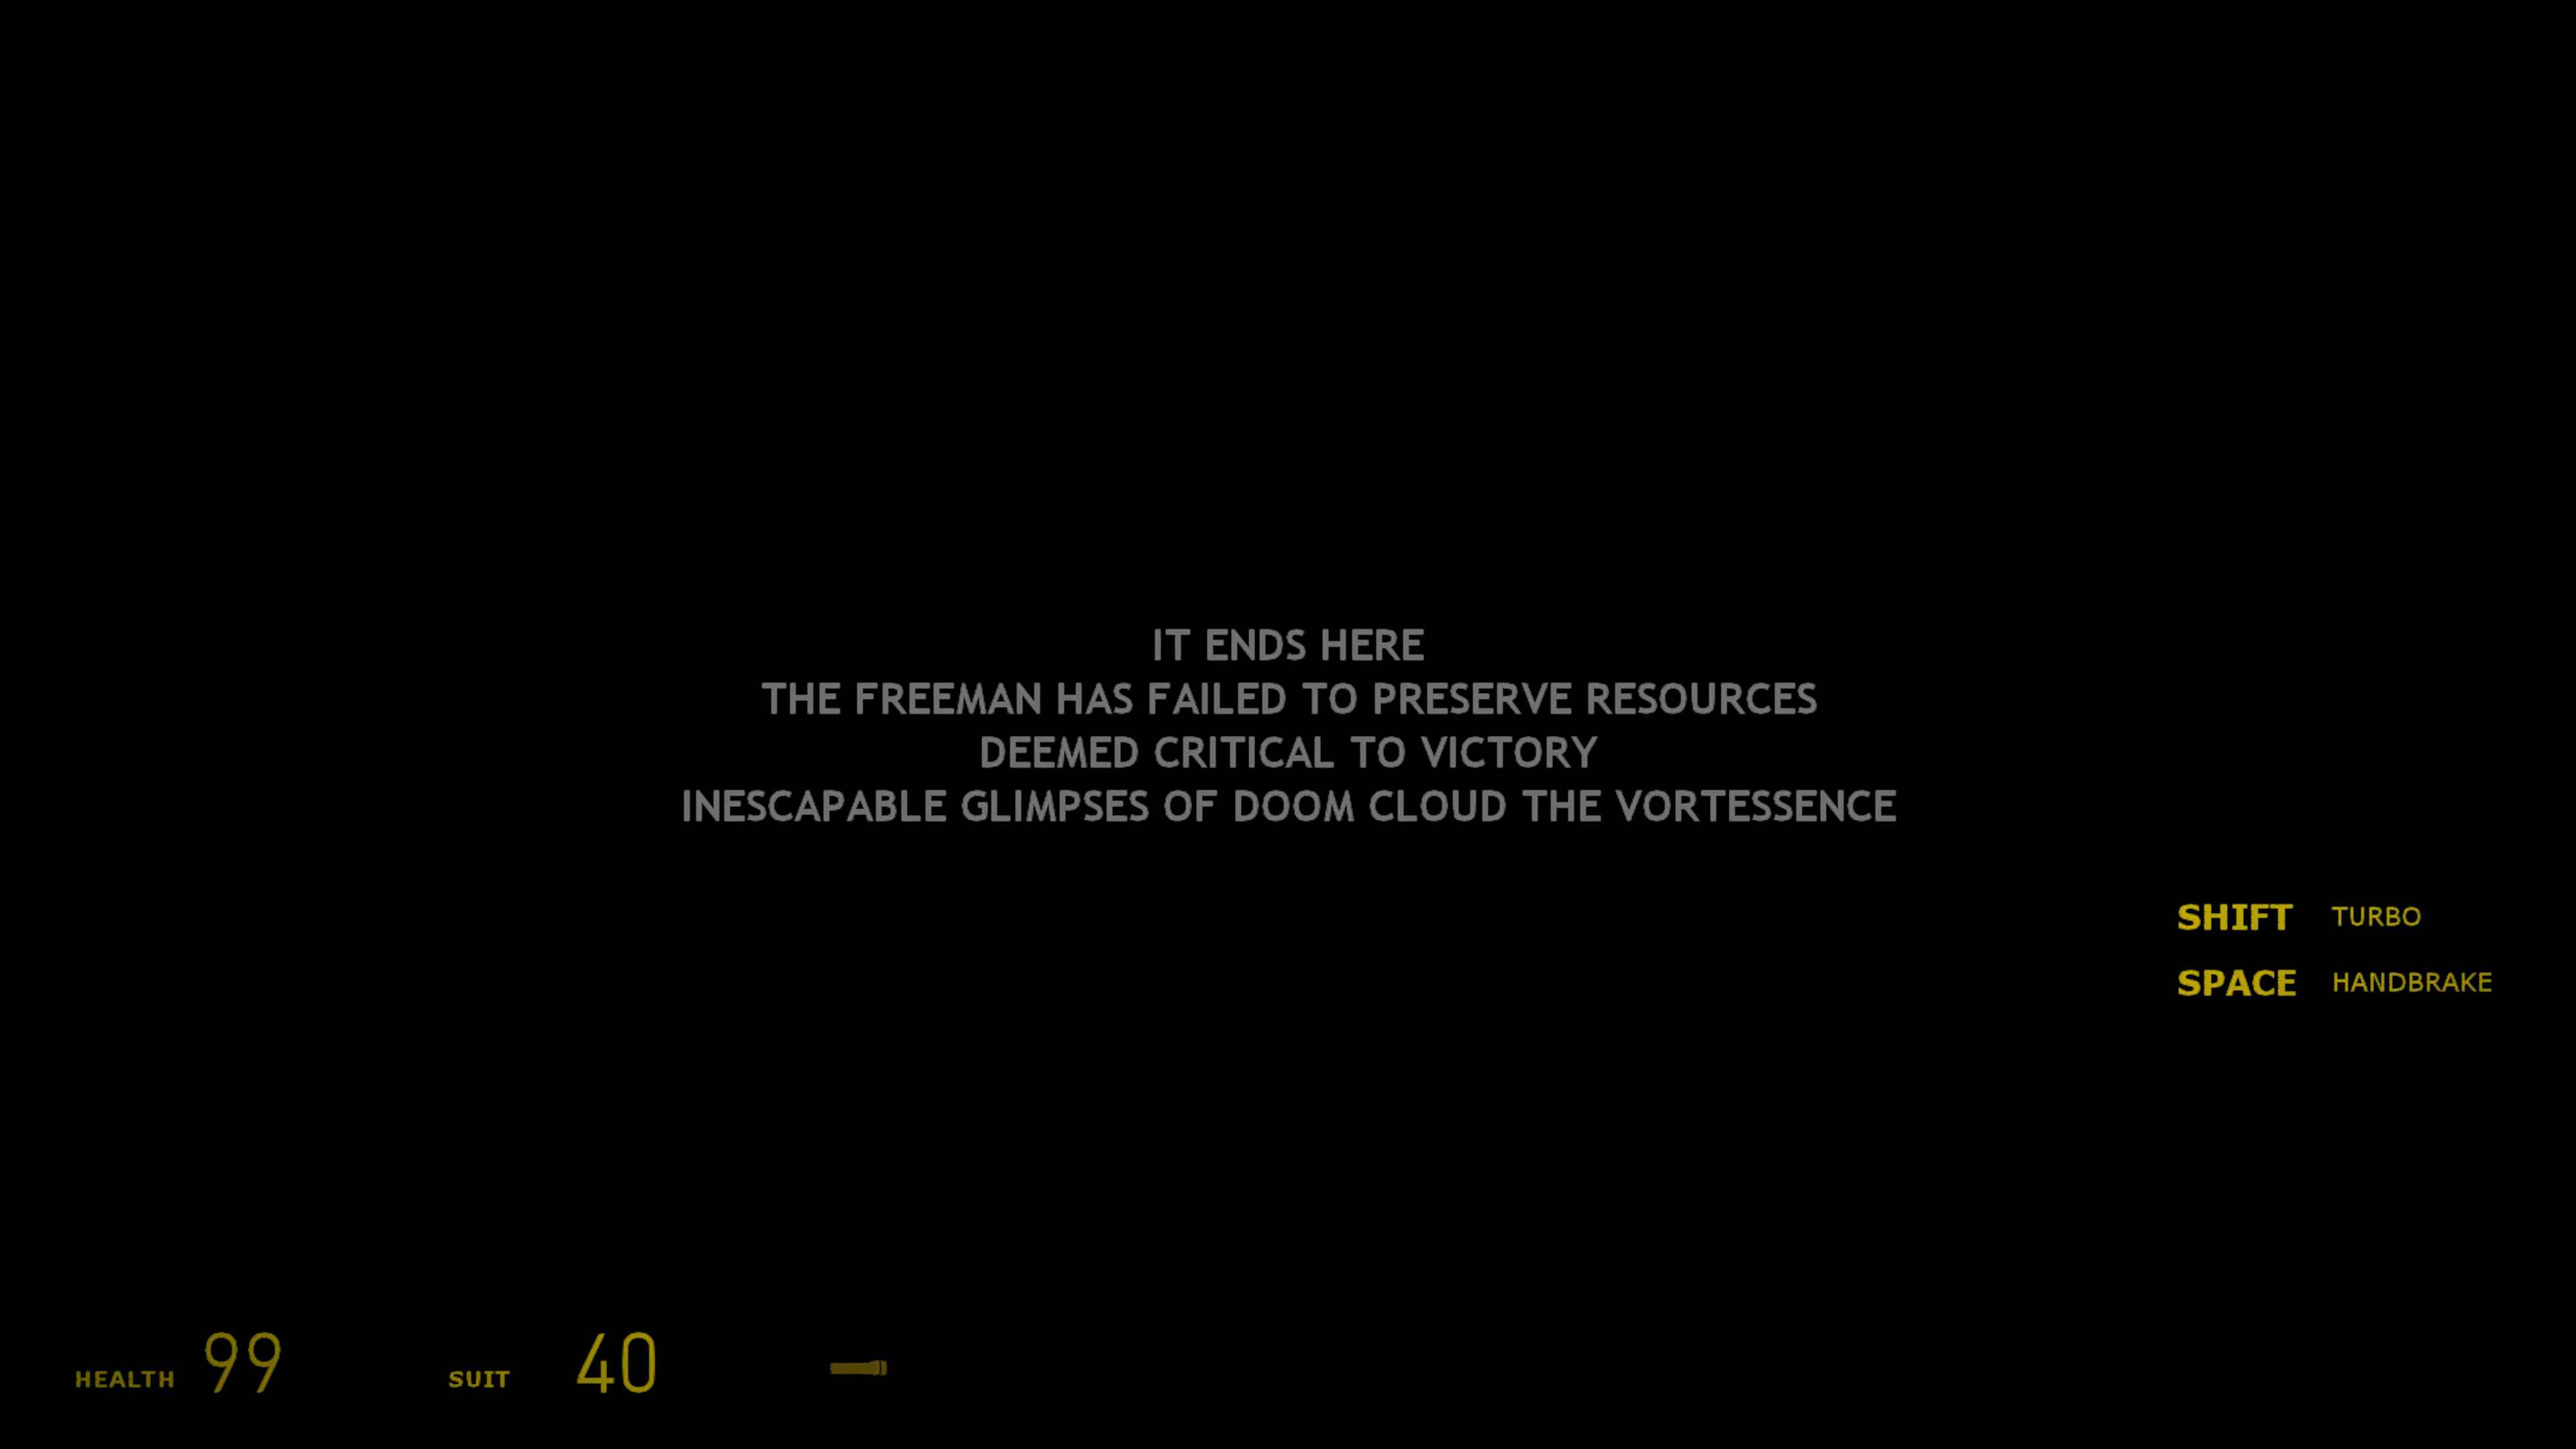 IT ENDS HERE
THE FREEMAN HAS FAILED TO PRESERVE RESOURCES
DEEMED CRITICAL TO VICTORY
INESCAPABLE GLIMPSES OF DOOM CLOUD THE VORTESSENCE
SHIFT TURBO
SPACE HANDBRAKE
HEALTH 99 SUIT 40